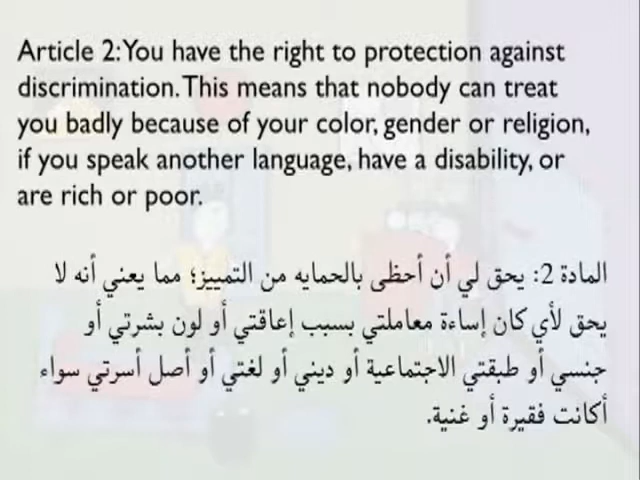 Article 2: You have the right to protection against
discrimination. This means that nobody can treat
you badly because of your color, gender or religion,
if you speak another language, have a disability, or
are rich or poor.
المادة 2: يحق لي أن أحظى بالحمايه من التمييز؛ مما يعني أنه لا
يحق لأي كان إساءة معاملتي بسبب إعاقتي أو لون بشرتي أو
جنسي أو طبقتي الاجتماعية أو ديني أو لغتي أو أصل أسرتي سواء
أكانت فقيرة أو غنية.